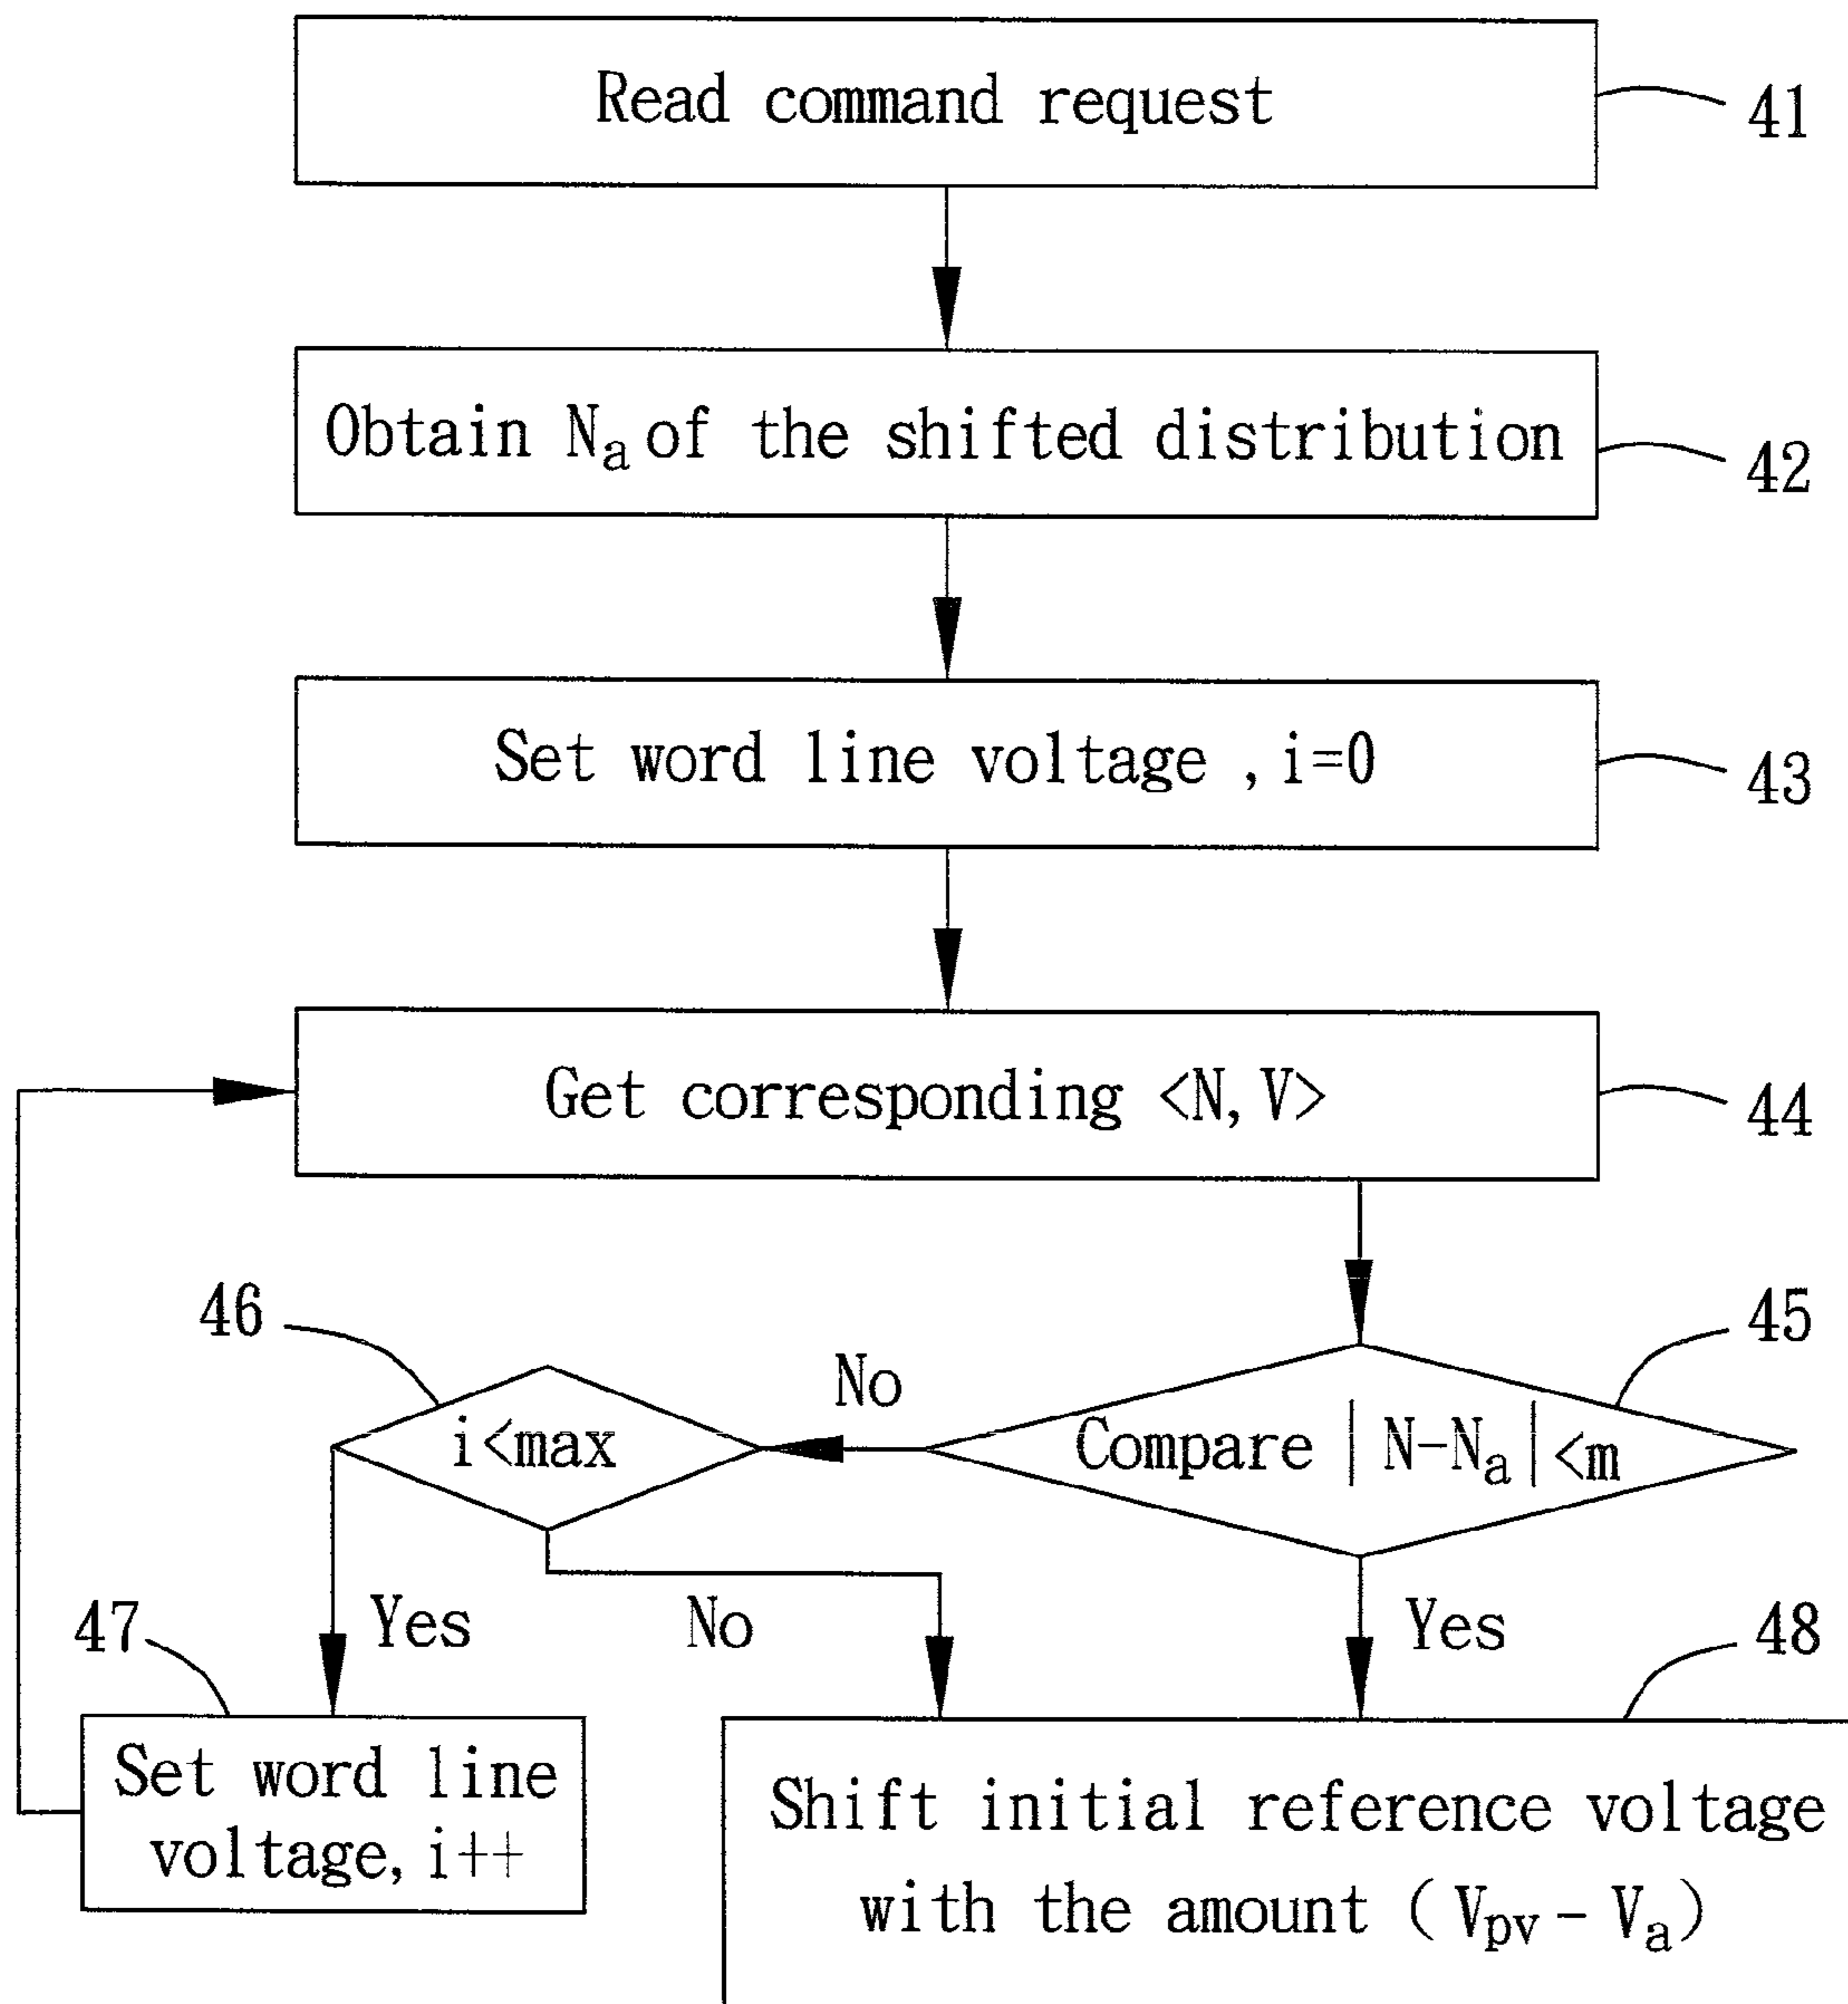 Read command request
41
Obtain Na of the shifted distribution
42
Set word line voltage , i=0
43
Get corresponding <N, V>
44
46
45
No
i<max
Compare | N-Na | <m
47
Yes
No
Yes
48
Set word line
voltage, i++
Shift initial reference voltage
with the amount ( Vpv - Va )